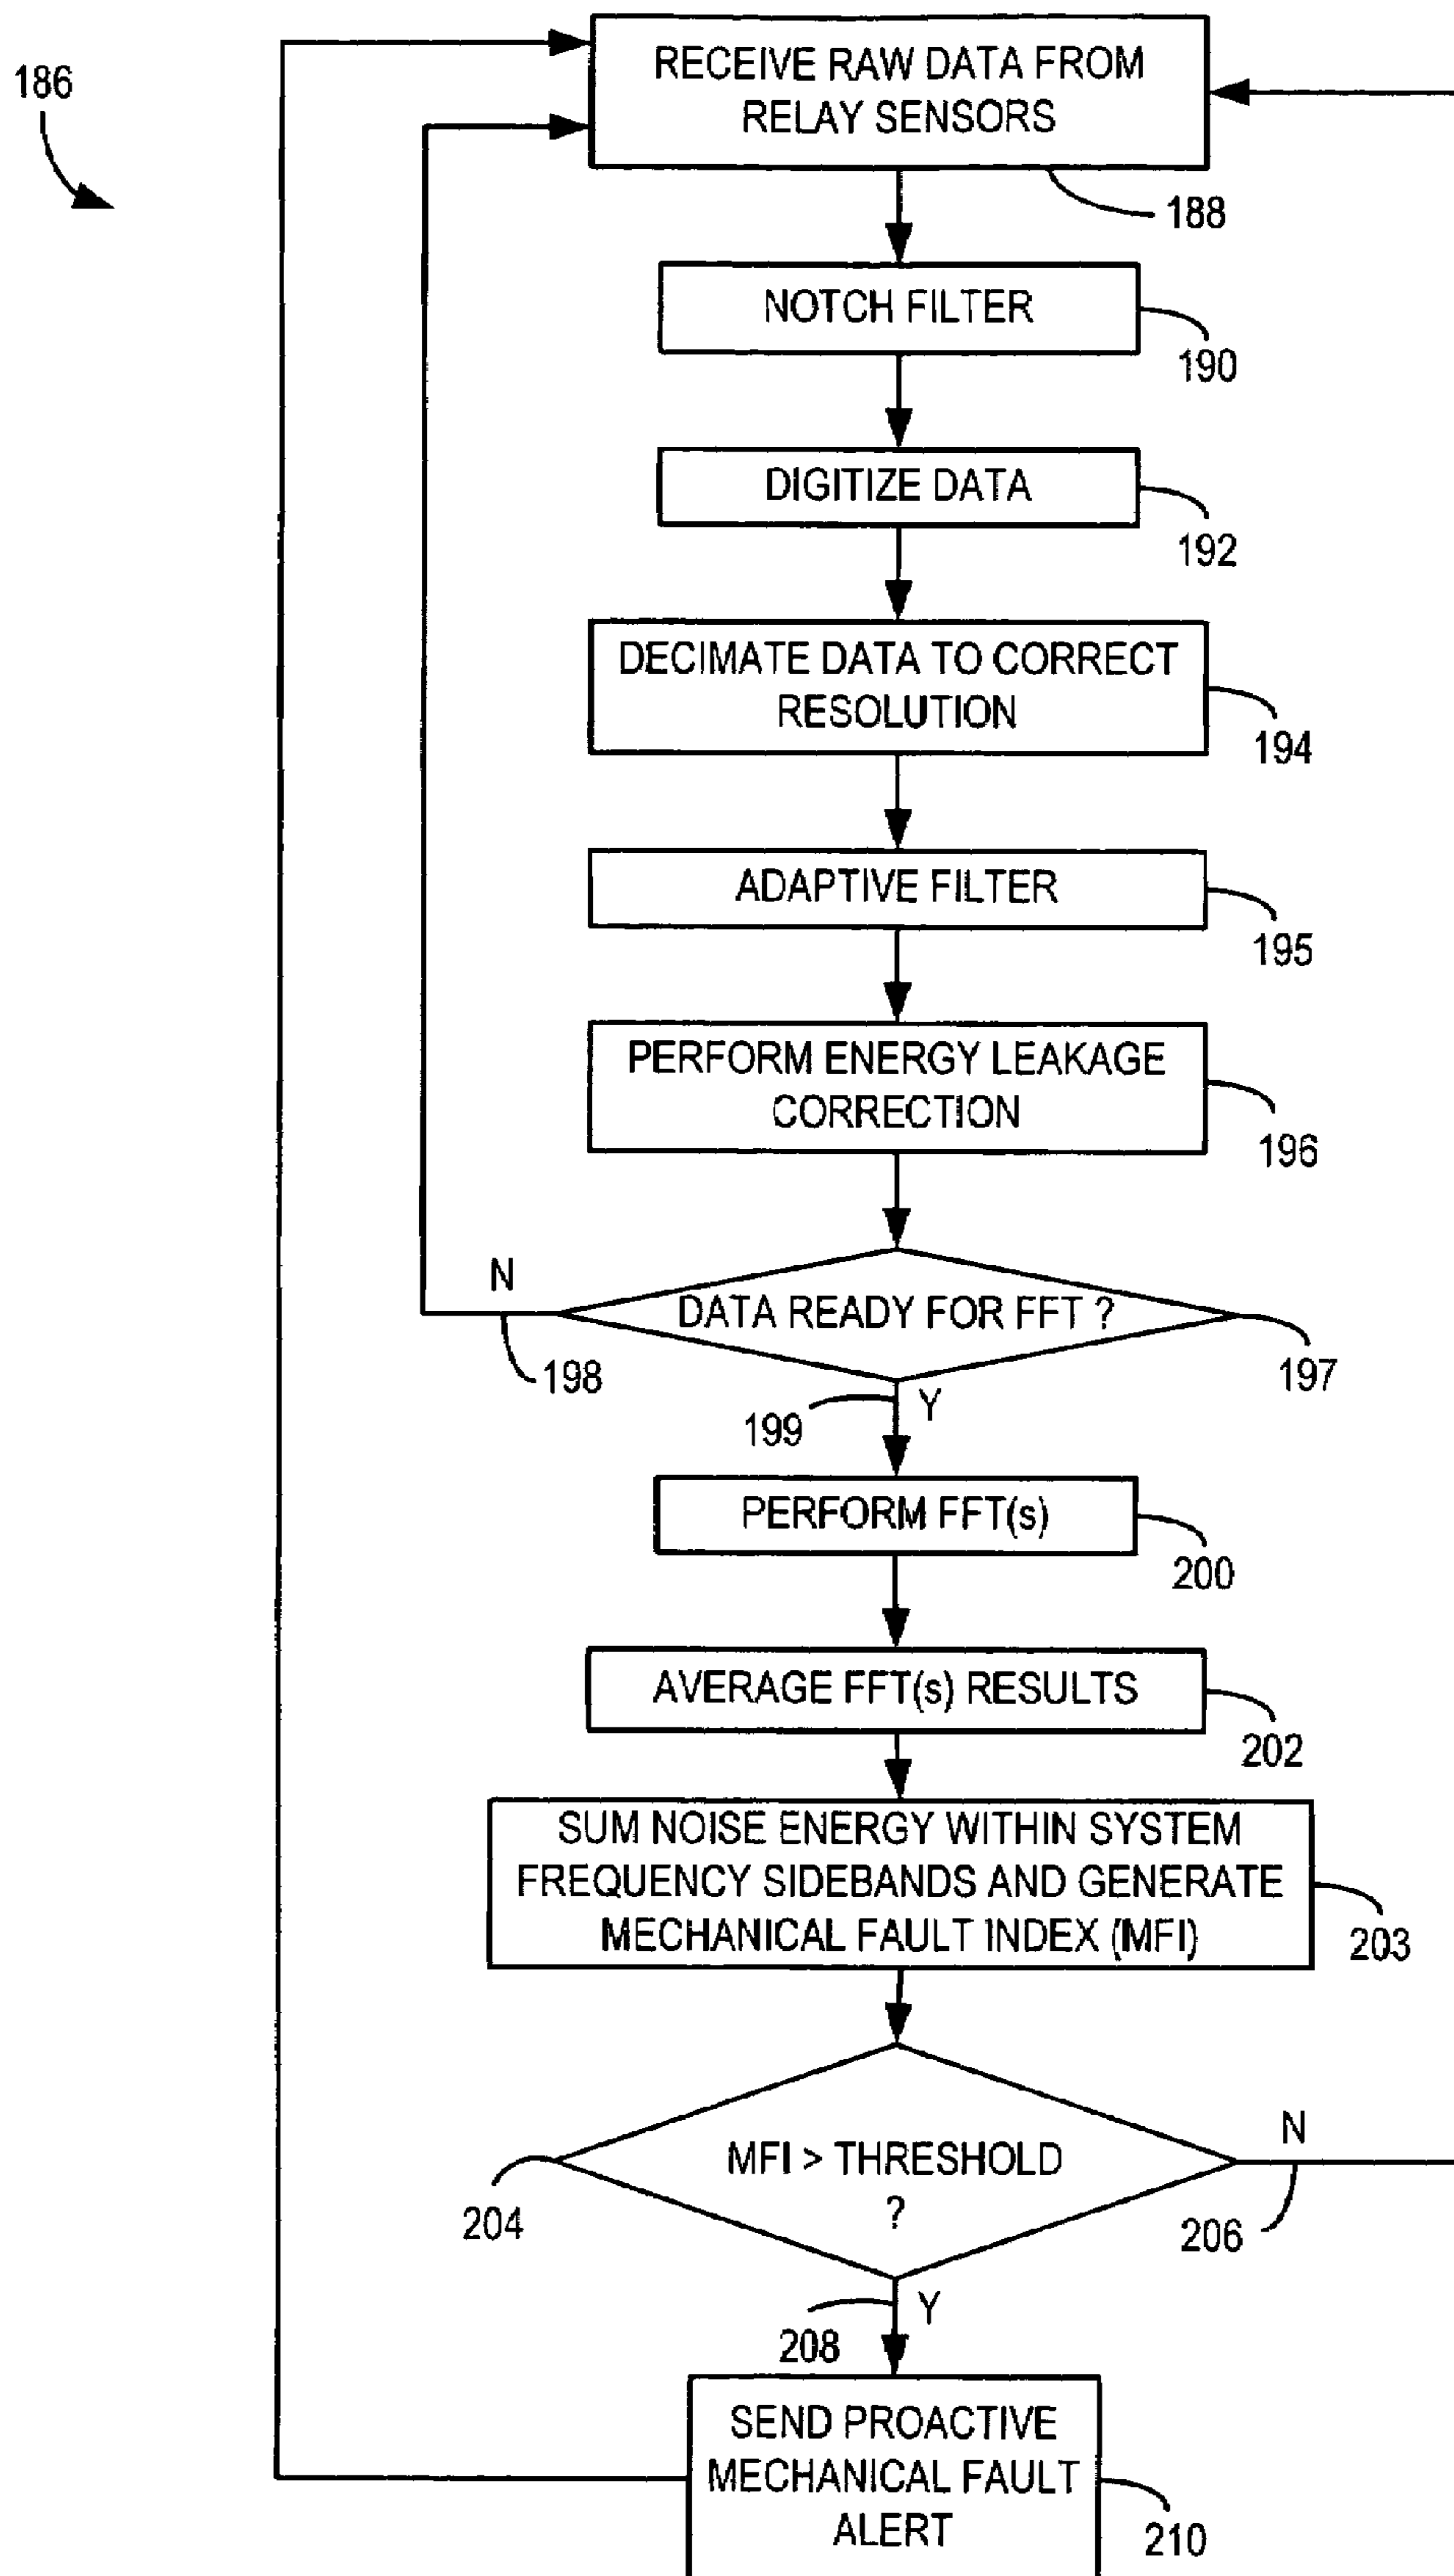 186
RECEIVE RAW DATA FROM
RELAY SENSORS
188
NOTCH FILTER
190
DIGITIZE DATA
192
DECIMATE DATA TO CORRECT
RESOLUTION
194
ADAPTIVE FILTER
195
PERFORM ENERGY LEAKAGE
CORRECTION
196
N
DATA READY FOR FFT ?
198
197
199
Y
PERFORM FFT(s)
200
AVERAGE FFT(s) RESULTS
202
SUM NOISE ENERGY WITHIN SYSTEM
FREQUENCY SIDEBANDS AND GENERATE
MECHANICAL FAULT INDEX (MFI)
203
N
MFI > THRESHOLD
?
204
206
Y
208
SEND PROACTIVE
MECHANICAL FAULT
ALERT
210